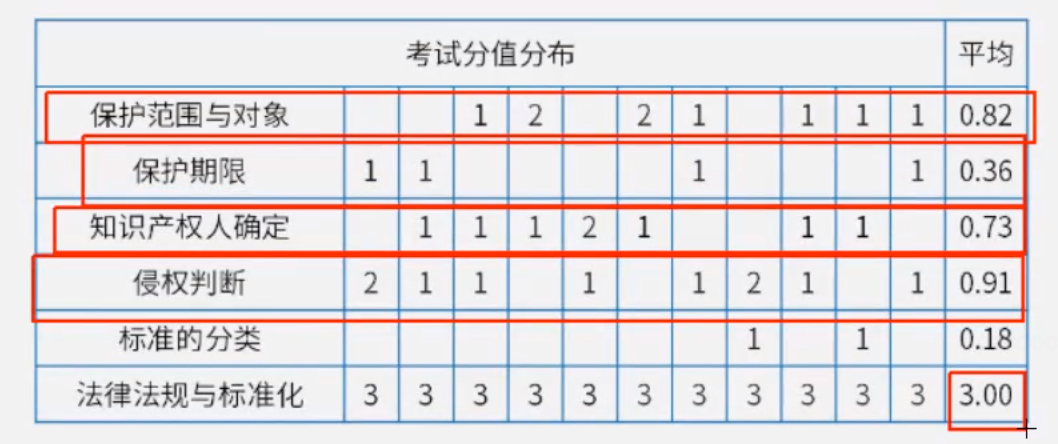 考试分值分布 平均
保护范围与对象 1 2 2 1 1 1 1 0.82
保护期限 1 1 1 1 0.36
知识产权人确定 1 1 1 2 1 1 1 0.73
侵权判断 2 1 1 1 1 2 1 1 0.91
标准的分类 1 1 0.18
法律法规与标准化 3 3 3 3 3 3 3 3 3 3 3 3.00